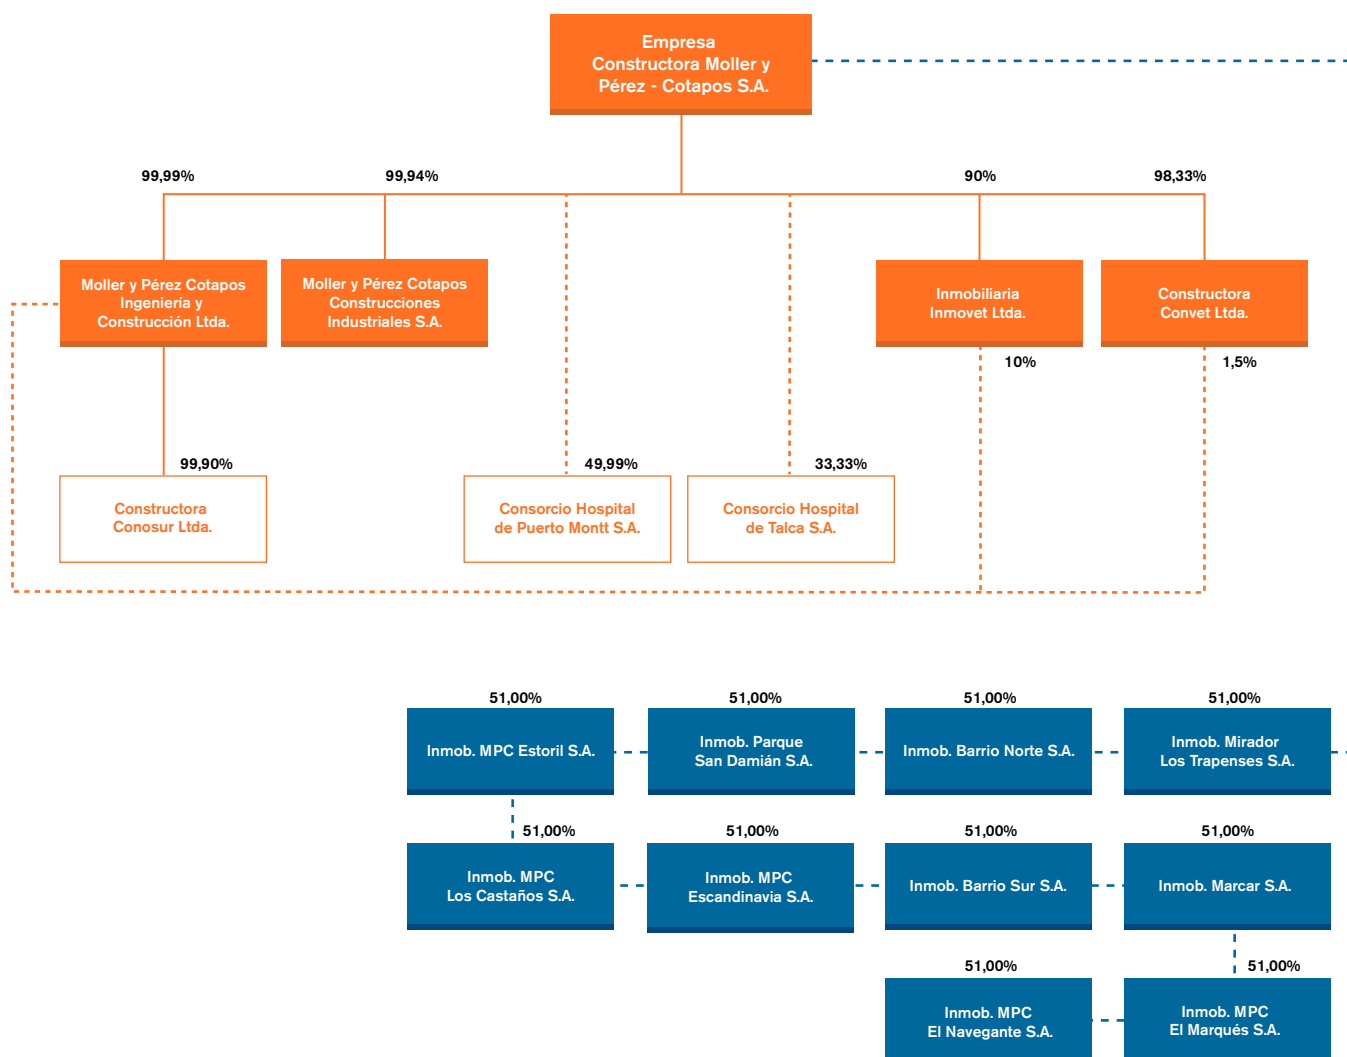 Empresa
Constructora Moller y
Pérez - Cotapos S.A.
99,99%
99,94%
90%
98,33%
Moller y Pérez Cotapos
Ingeniería y
Construcción Ltda.
Moller y Pérez Cotapos
Construcciones
Industriales S.A.
Inmobiliaria
Inmovet Ltda.
Constructora
Convet Ltda.
10%
1,5%
99,90%
49,99%
33,33%
Constructora
Conosur Ltda.
Consorcio Hospital
de Puerto Montt S.A.
Consorcio Hospital
de Talca S.A.
51,00%
51,00%
51,00%
51,00%
Inmob. MPC Estoril S.A.
Inmob. Parque
San Damián S.A.
Inmob. Barrio Norte S.A.
Inmob. Mirador
Los Trapenses S.A.
51,00%
51,00%
51,00%
51,00%
Inmob. MPC
Los Castaños S.A.
Inmob. MPC
Escandinavia S.A.
Inmob. Barrio Sur S.A.
Inmob. Marcar S.A.
51,00%
51,00%
Inmob. MPC
El Navegante S.A.
Inmob. MPC
El Marqués S.A.